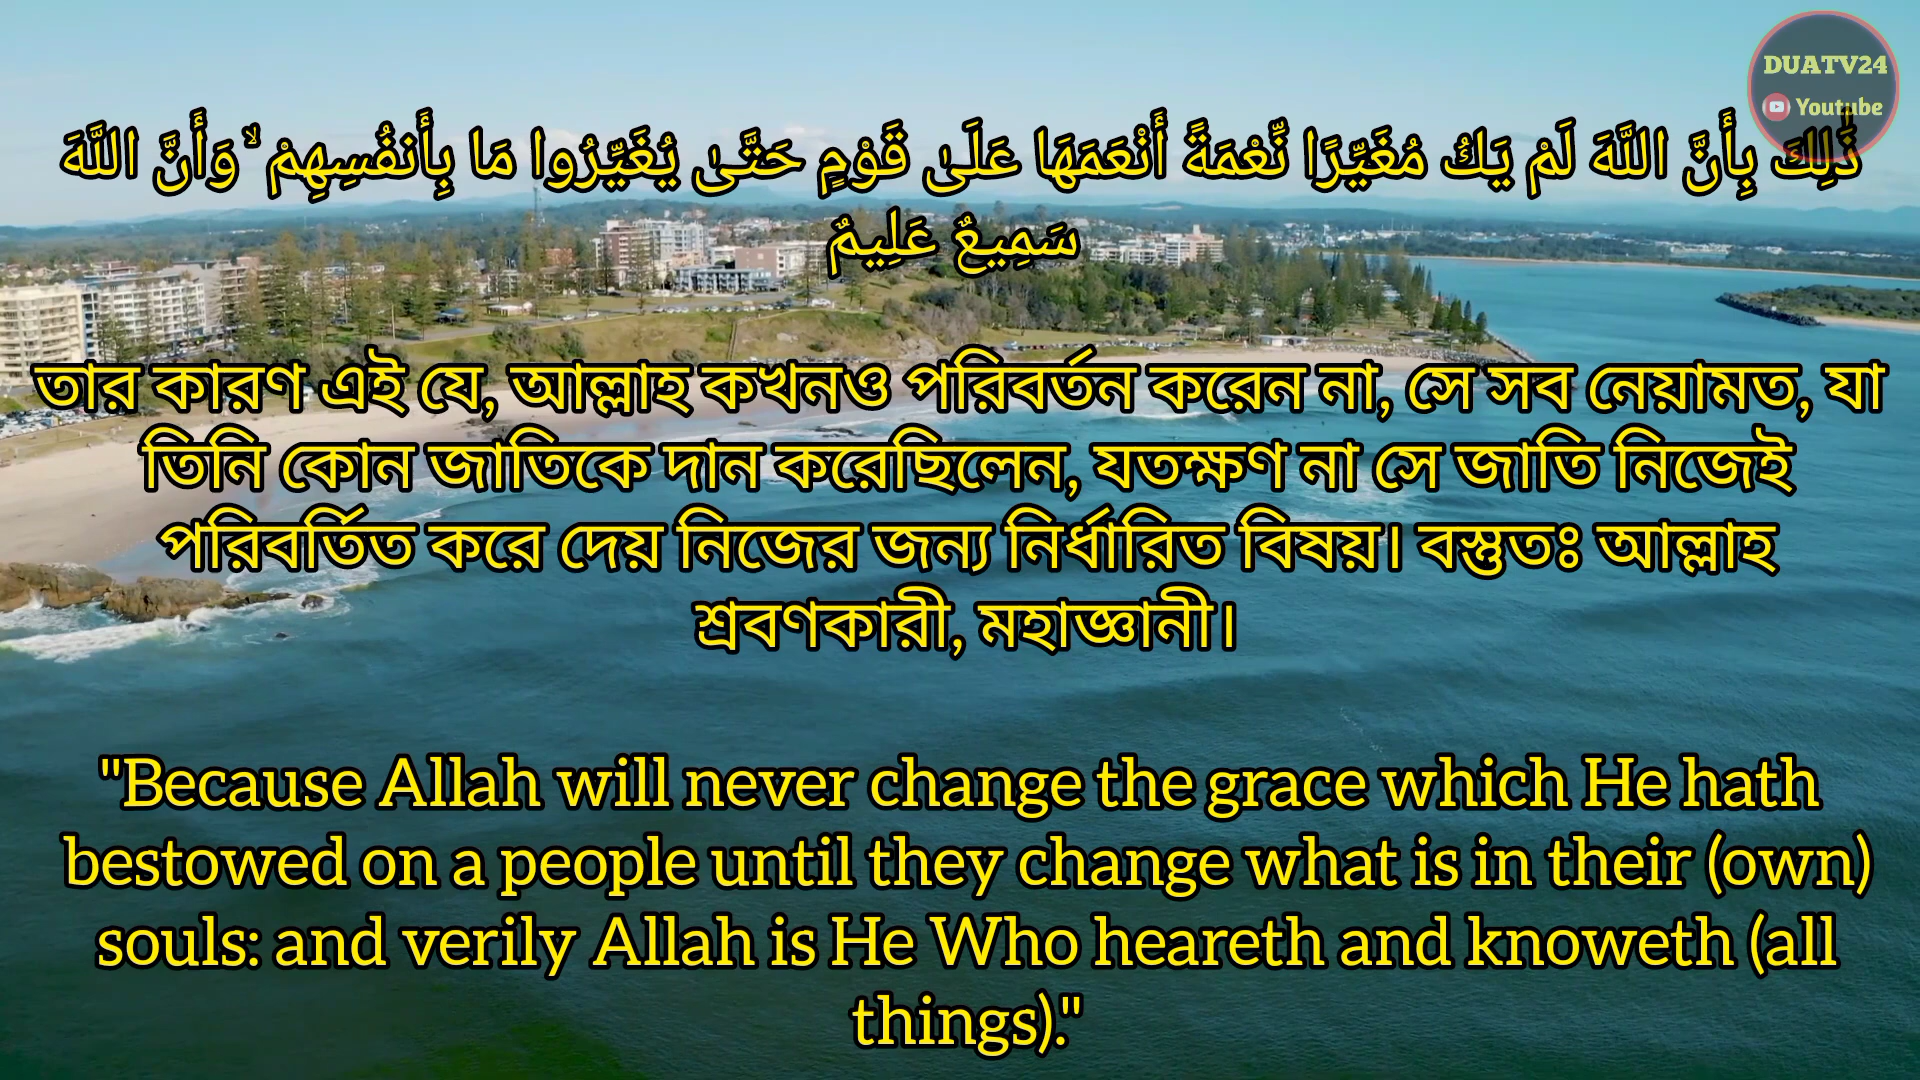 DUATV24
Youtube
ذَٰلِكَ بِأَنَّ اللَّهَ لَمْ يَكُ مُغَيِّرًا نِّعْمَةً أَنْعَمَهَا عَلَىٰ قَوْمٍ حَتَّىٰ يُغَيِّرُوا مَا بِأَنفُسِهِمْ ۙ وَأَنَّ اللَّهَ
سَمِيعٌ عَلِيمٌ
তার কারণ এই যে, আল্লাহ কখনও পরিবর্তন করেন না, সে সব নেয়ামত, যা
তিনি কোন জাতিকে দান করেছিলেন, যতক্ষণ না সে জাতি নিজেই
পরিবর্তিত করে দেয় নিজের জন্য নির্ধারিত বিষয়। বস্তুতঃ আল্লাহ
শ্রবণকারী, মহাজ্ঞানী।
"Because Allah will never change the grace which He hath
bestowed on a people until they change what is in their (own)
souls: and verily Allah is He Who heareth and knoweth (all
things)."